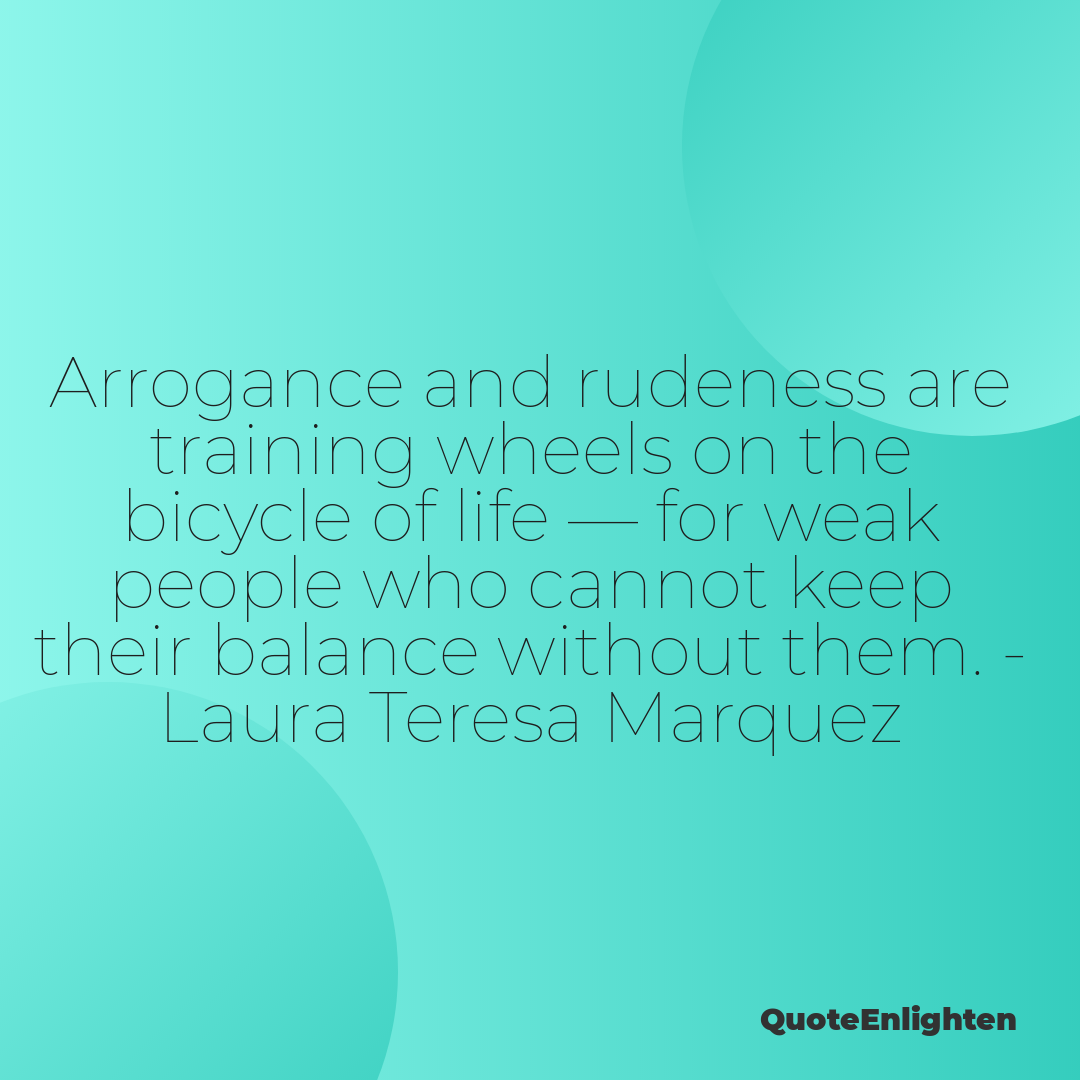 Arrogance and rudeness are
training wheels on the
bicycle of life — for weak
people who cannot keep
their balance without them. -
Laura Teresa Marquez
QuoteEnlighten